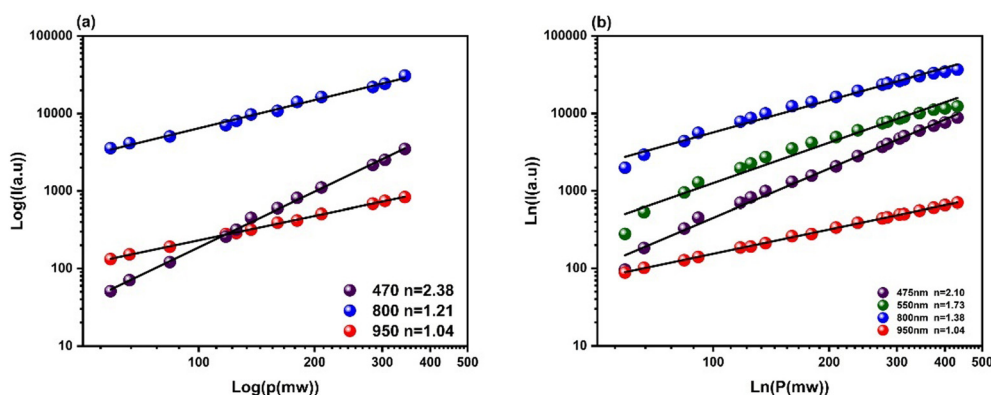 (a)
100000
10000
1000
100
10
Log(I(a.u)
100
200
300
400
500
Log(p(mw))
470 n=2.38
800 n=1.21
950 n=1.04
(b)
100000
10000
1000
100
10
Ln(I(a.u))
100
200
300
400
500
Ln(P(mw))
475nm n=2.10
550nm n=1.73
800nm n=1.38
950nm n=1.04